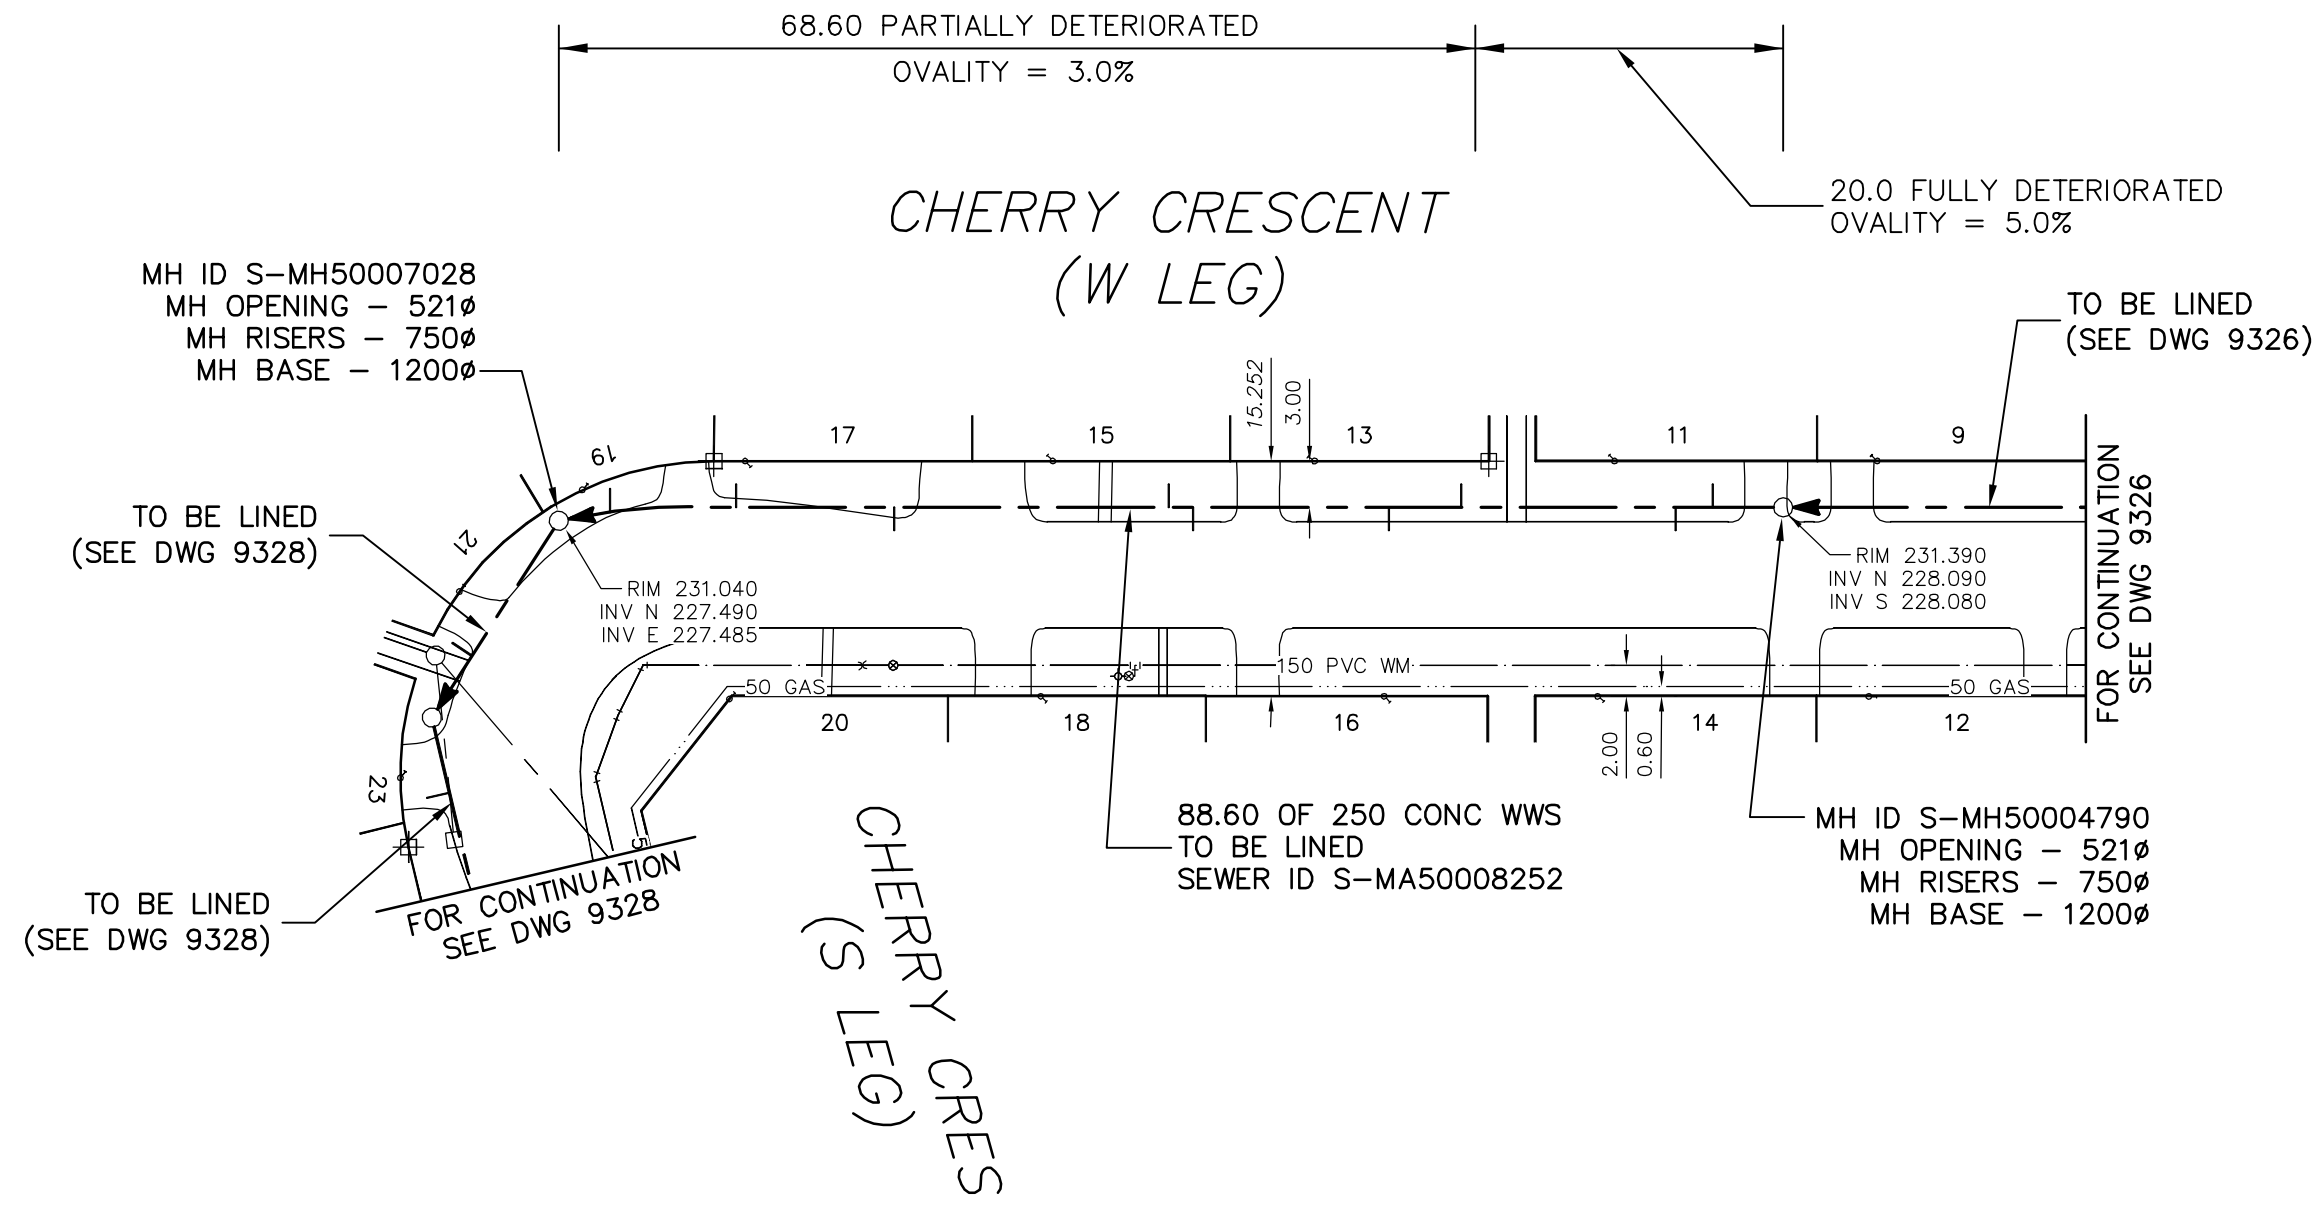 68.60 PARTIALLY DETERIORATED
OVALITY = 3.0%
20.0 FULLY DETERIORATED
OVALITY = 5.0%
CHERRY CRESCENT
(W LEG)
MH ID S-MH50007028
MH OPENING - 521ø
MH RISERS - 750ø
MH BASE - 1200ø
TO BE LINED
(SEE DWG 9326)
15.252
3.00
17
15
13
11
9
19
21
23
TO BE LINED
(SEE DWG 9328)
RIM 231.040
INV N 227.490
INV E 227.485
RIM 231.390
INV N 228.090
INV S 228.080
FOR CONTINUATION
SEE DWG 9326
150 PVC WM
50 GAS
50 GAS
20
18
16
14
12
2.00
0.60
5
88.60 OF 250 CONC WWS
TO BE LINED
SEWER ID S-MA50008252
MH ID S-MH50004790
MH OPENING - 521ø
MH RISERS - 750ø
MH BASE - 1200ø
TO BE LINED
(SEE DWG 9328)
FOR CONTINUATION
SEE DWG 9328
CHERRY CRES
(S LEG)